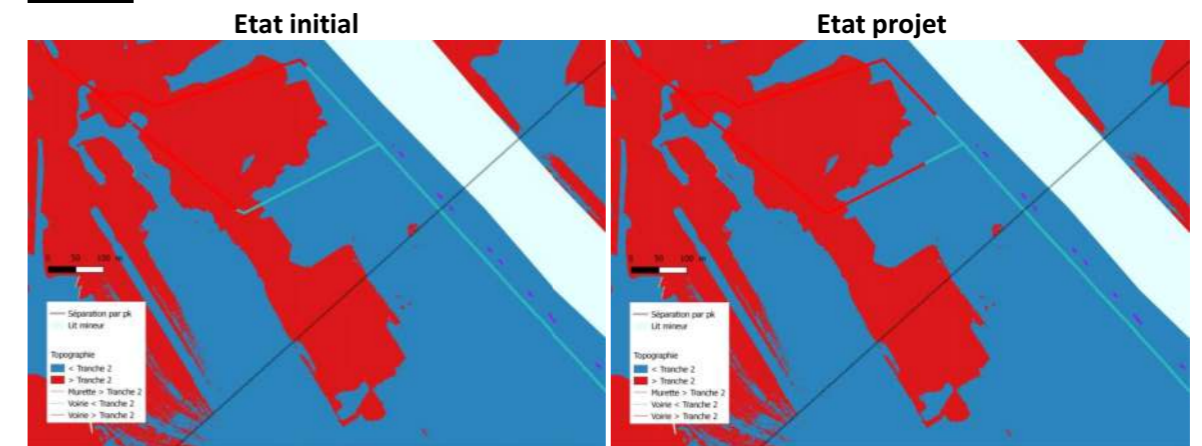 Etat initial
Etat projet
0 50 100 m
Séparation par pk
Lit mineur
Topographie
< Tranche 2
> Tranche 2
Murette > Tranche 2
Voirie < Tranche 2
Voirie > Tranche 2
0 50 100 m
Séparation par pk
Lit mineur
Topographie
< Tranche 2
> Tranche 2
Murette > Tranche 2
Voirie < Tranche 2
Voirie > Tranche 2